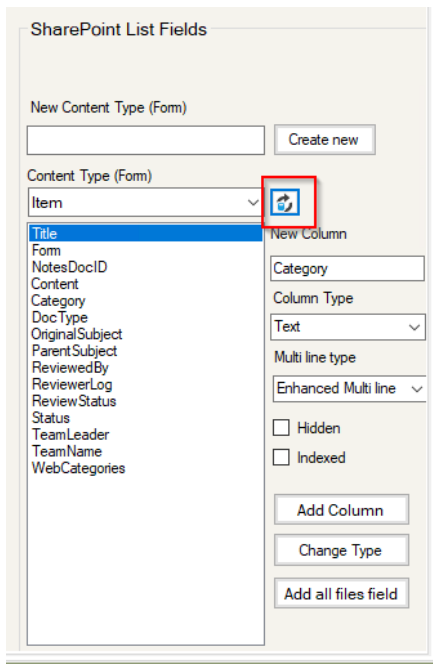 SharePoint List Fields
New Content Type (Form)
Create new
Content Type (Form)
Item
Title
Form
NotesDocID
Content
Category
DocType
OriginalSubject
ParentSubject
ReviewedBy
ReviewerLog
ReviewStatus
Status
TeamLeader
TeamName
WebCategories
New Column
Category
Column Type
Text
Multi line type
Enhanced Multi line
Hidden
Indexed
Add Column
Change Type
Add all files field